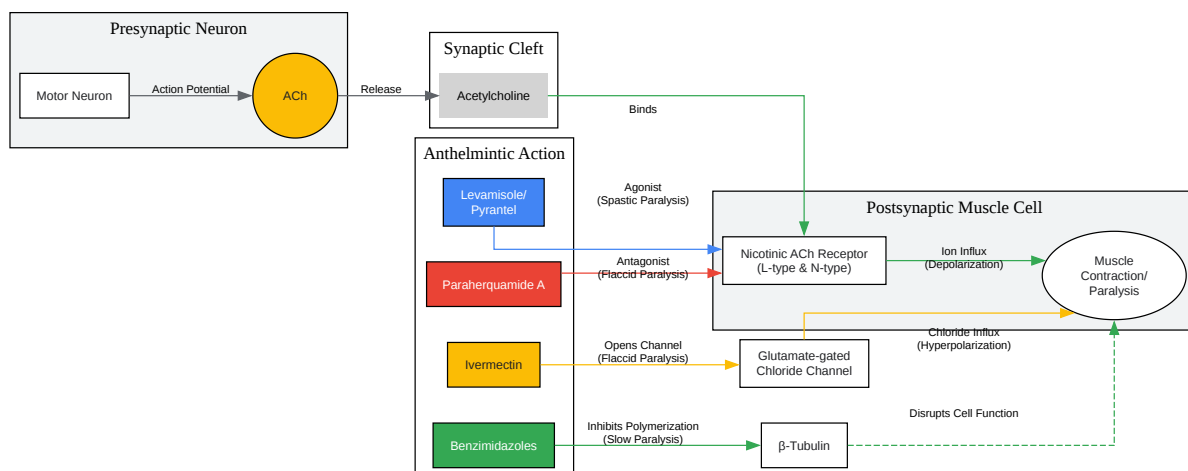 Presynaptic Neuron
Motor Neuron
Action Potential
ACh
Release
Synaptic Cleft
Acetylcholine
Binds
Anthelmintic Action
Levamisole/
Pyrantel
Agonist
(Spastic Paralysis)
Paraherquamide A
Antagonist
(Flaccid Paralysis)
Postsynaptic Muscle Cell
Nicotinic ACh Receptor
(L-type & N-type)
Ion Influx
(Depolarization)
Muscle
Contraction/
Paralysis
Ivermectin
Opens Channel
(Flaccid Paralysis)
Glutamate-gated
Chloride Channel
Chloride Influx
(Hyperpolarization)
Benzimidazoles
Inhibits Polymerization
(Slow Paralysis)
β-Tubulin
Disrupts Cell Function